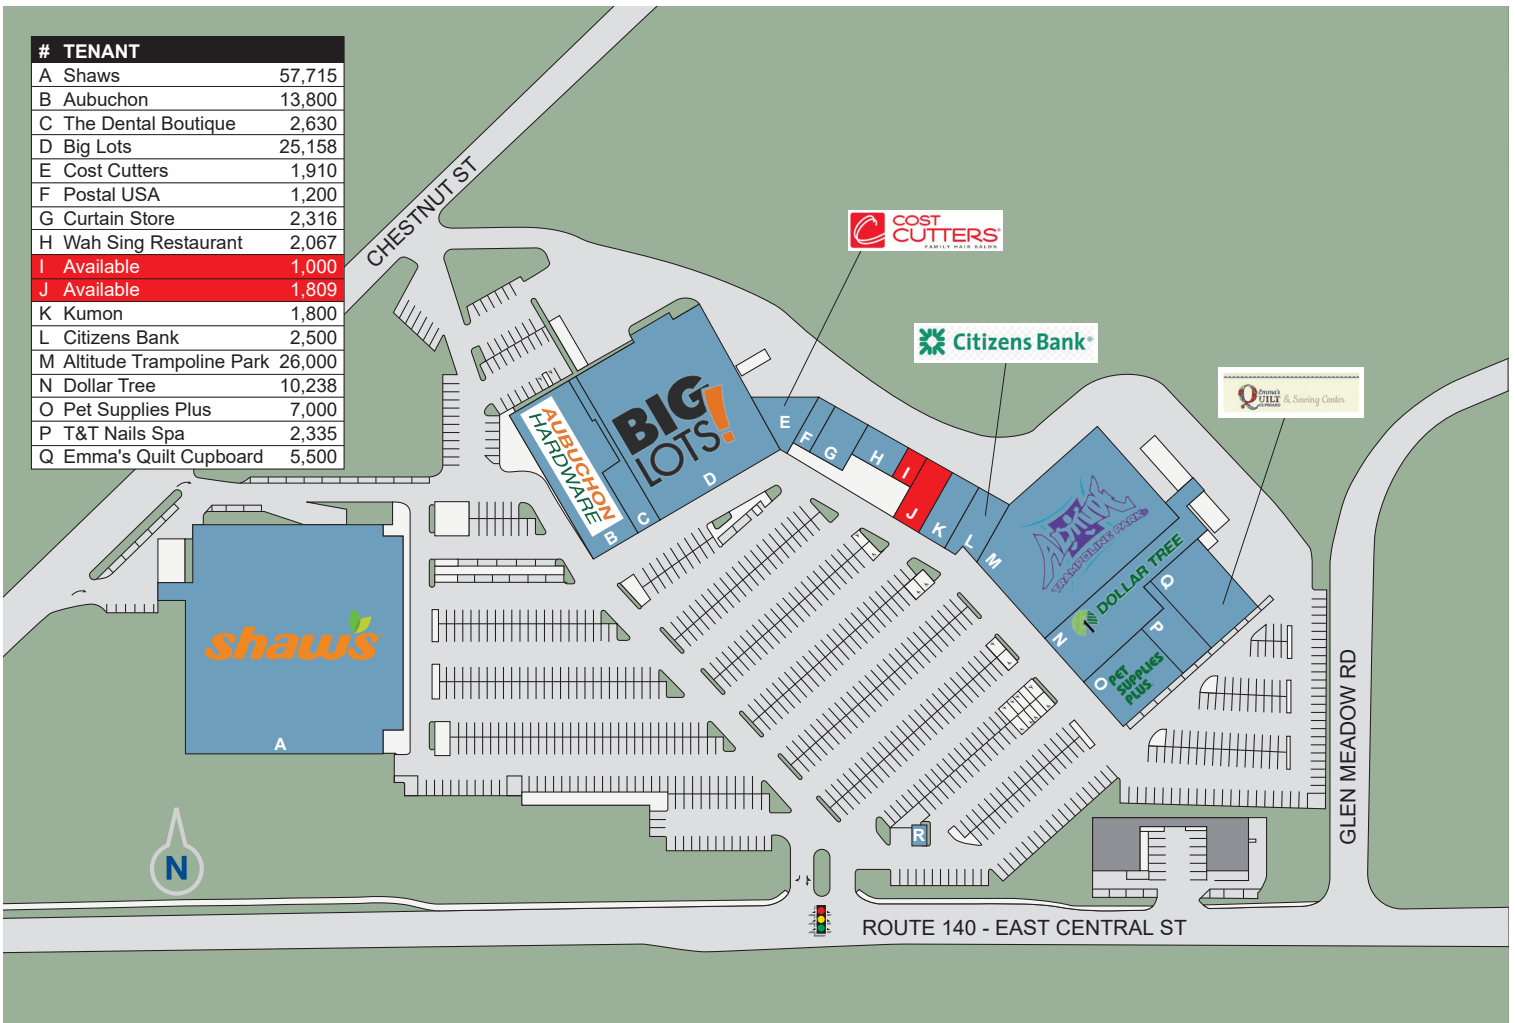 # TENANT
A Shaws 57,715
B Aubuchon 13,800
C The Dental Boutique 2,630
D Big Lots 25,158
E Cost Cutters 1,910
F Postal USA 1,200
G Curtain Store 2,316
H Wah Sing Restaurant 2,067
I Available 1,000
J Available 1,809
K Kumon 1,800
L Citizens Bank 2,500
M Altitude Trampoline Park 26,000
N Dollar Tree 10,238
O Pet Supplies Plus 7,000
P T&T Nails Spa 2,335
Q Emma's Quilt Cupboard 5,500
CHESTNUT ST
COST
CUTTERS
FAMILY HAIR SALON
Citizens Bank
Emma's
QUILT
CUPBOARD
& Sewing Center
AUBUCHON
HARDWARE
BIG
LOTS!
B
C
D
E
F
G
H
I
J
K
L
M
ALTITUDE
TRAMPOLINE PARK
DOLLAR TREE
N
O
P
Q
PET
SUPPLIES
PLUS
shaw's
A
R
N
GLEN MEADOW RD
ROUTE 140 - EAST CENTRAL ST